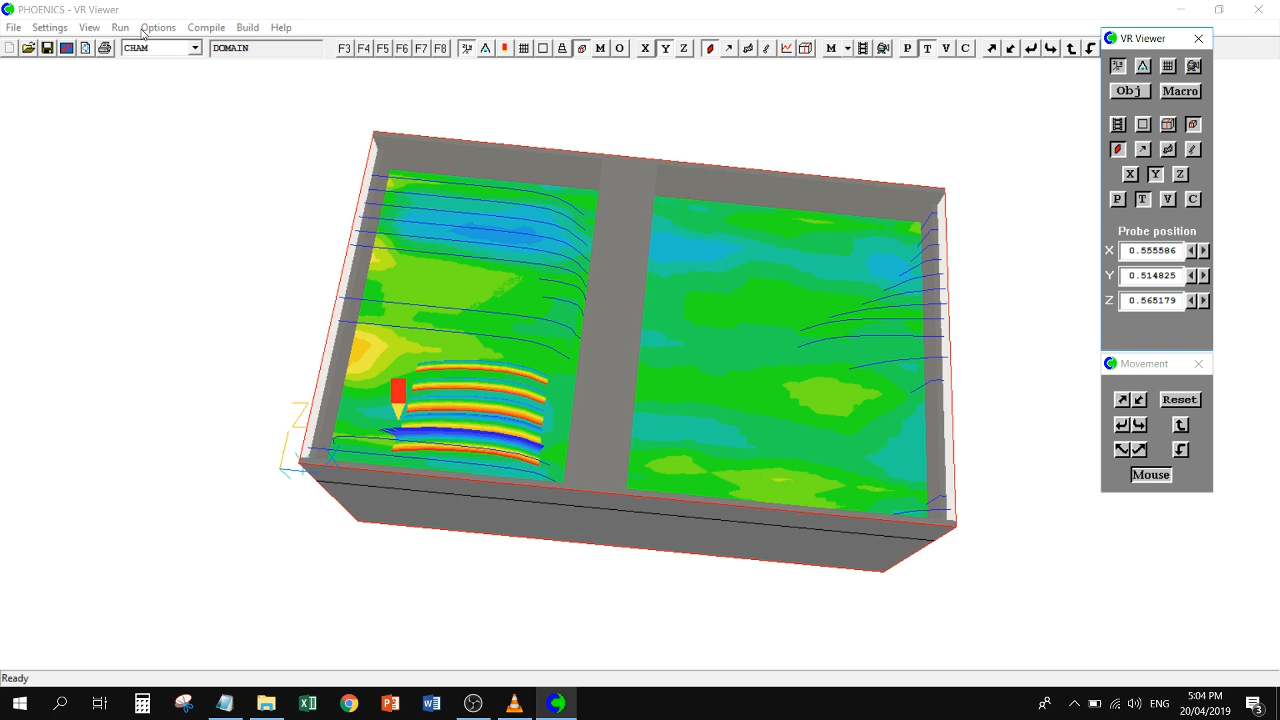 PHOENICS - VR Viewer
File Settings View Run Options Compile Build Help
CHAM DOMAIN F3 F4 F5 F6 F7 F8 M O X Y Z M P T V C
VR Viewer
Obj Macro
X Y Z
P T V C
Probe position
X 0.555586
Y 0.514825
Z 0.565179
Movement
Reset
Mouse
Z
X
Ready
ENG
5:04 PM
20/04/2019
3